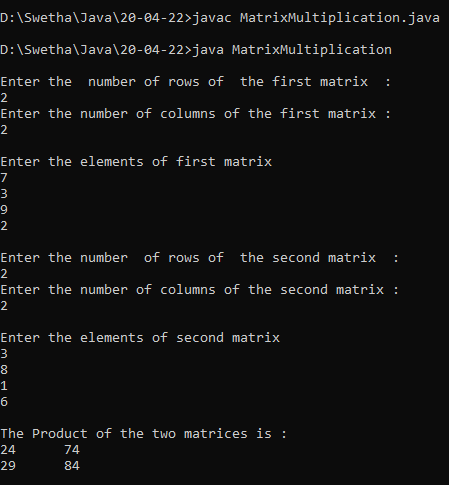 D:\Swetha\Java\20-04-22>javac MatrixMultiplication.java
D:\Swetha\Java\20-04-22>java MatrixMultiplication
Enter the  number of rows of  the first matrix  :
2
Enter the number of columns of the first matrix :
2
Enter the elements of first matrix
7
3
9
2
Enter the number  of rows of  the second matrix  :
2
Enter the number of columns of the second matrix :
2
Enter the elements of second matrix
3
8
1
6
The Product of the two matrices is :
24      74
29      84